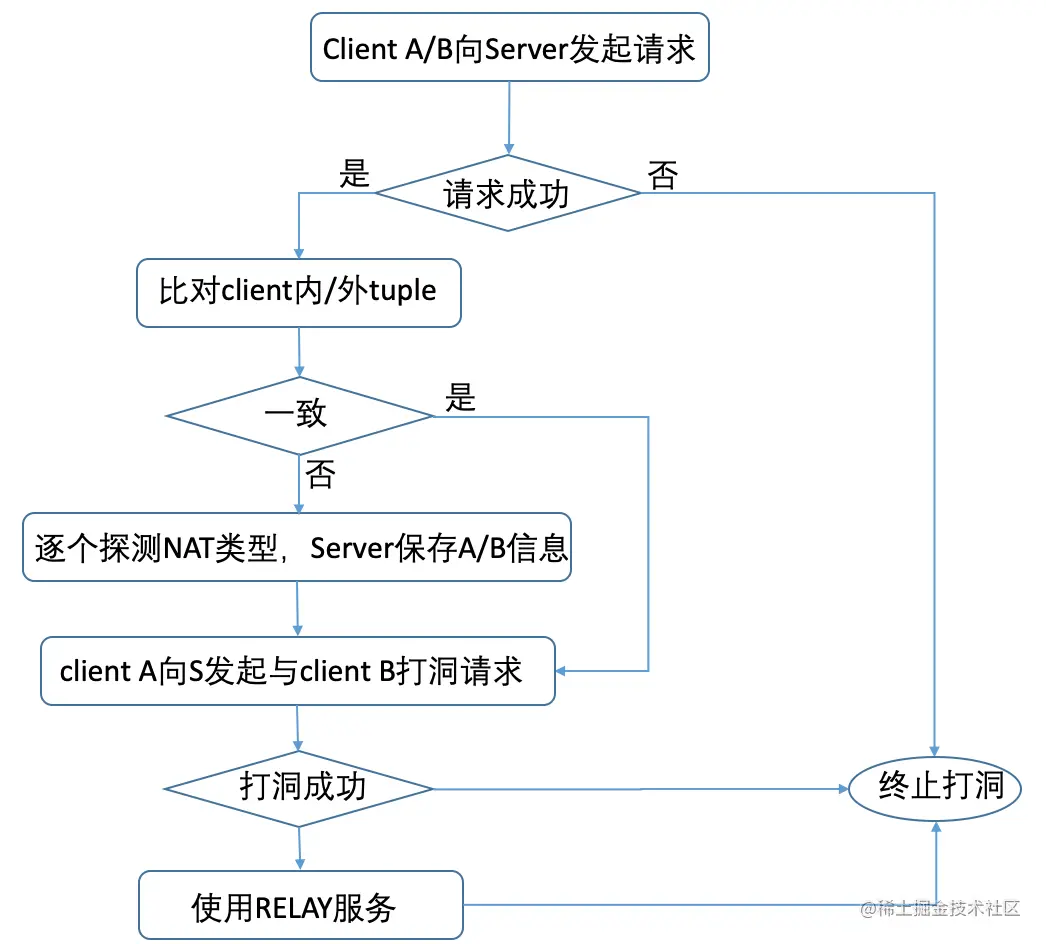 Client A/B向Server发起请求
是
否
请求成功
比对client内/外tuple
一致
是
否
逐个探测NAT类型，Server保存A/B信息
client A向S发起与client B打洞请求
打洞成功
终止打洞
使用RELAY服务
@稀土掘金技术社区